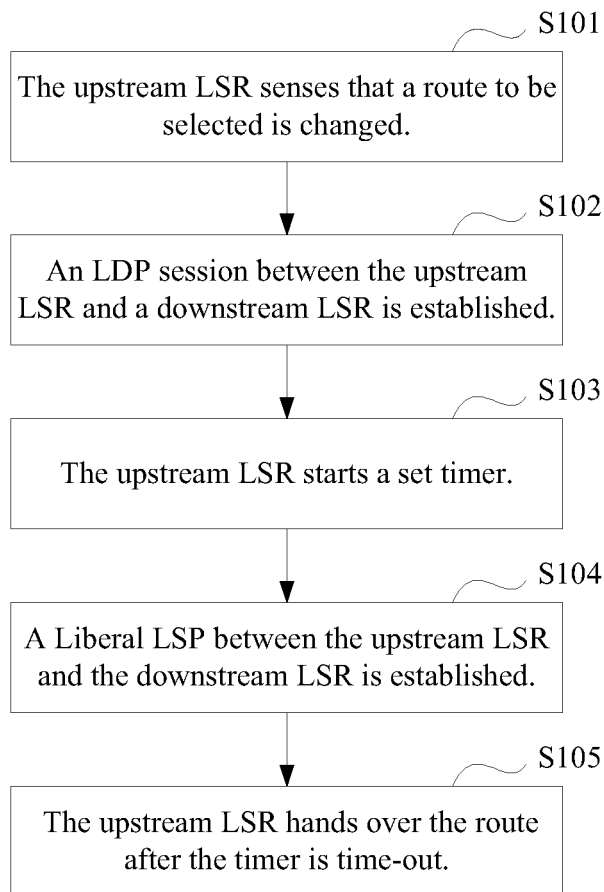 S101
The upstream LSR senses that a route to be
selected is changed.
S102
An LDP session between the upstream
LSR and a downstream LSR is established.
S103
The upstream LSR starts a set timer.
S104
A Liberal LSP between the upstream LSR
and the downstream LSR is established.
S105
The upstream LSR hands over the route
after the timer is time-out.